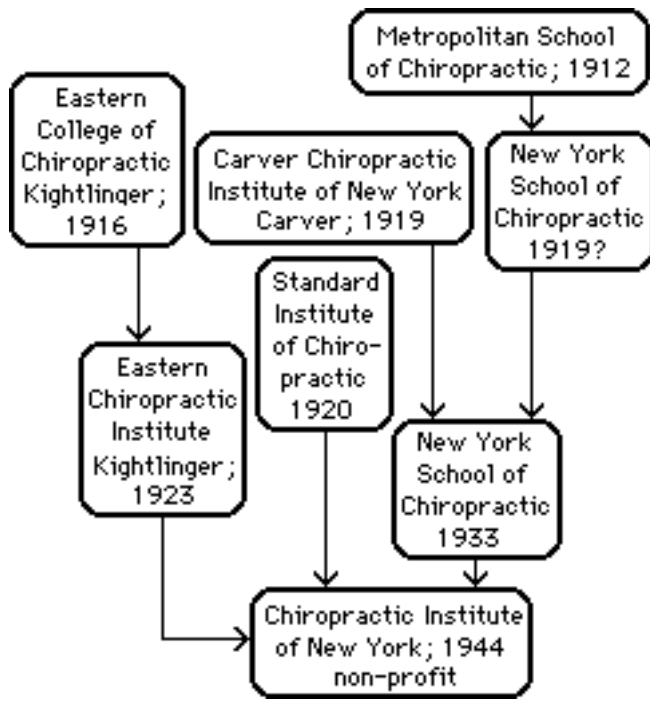 Metropolitan School
of Chiropractic; 1912
Eastern
College of
Chiropractic
Kightlinger;
1916
Carver Chiropractic
Institute of New York
Carver; 1919
New York
School of
Chiropractic
1919?
Standard
Institute
of Chiro-
practic
1920
Eastern
Chiropractic
Institute
Kightlinger;
1923
New York
School of
Chiropractic
1933
Chiropractic Institute
of New York; 1944
non-profit